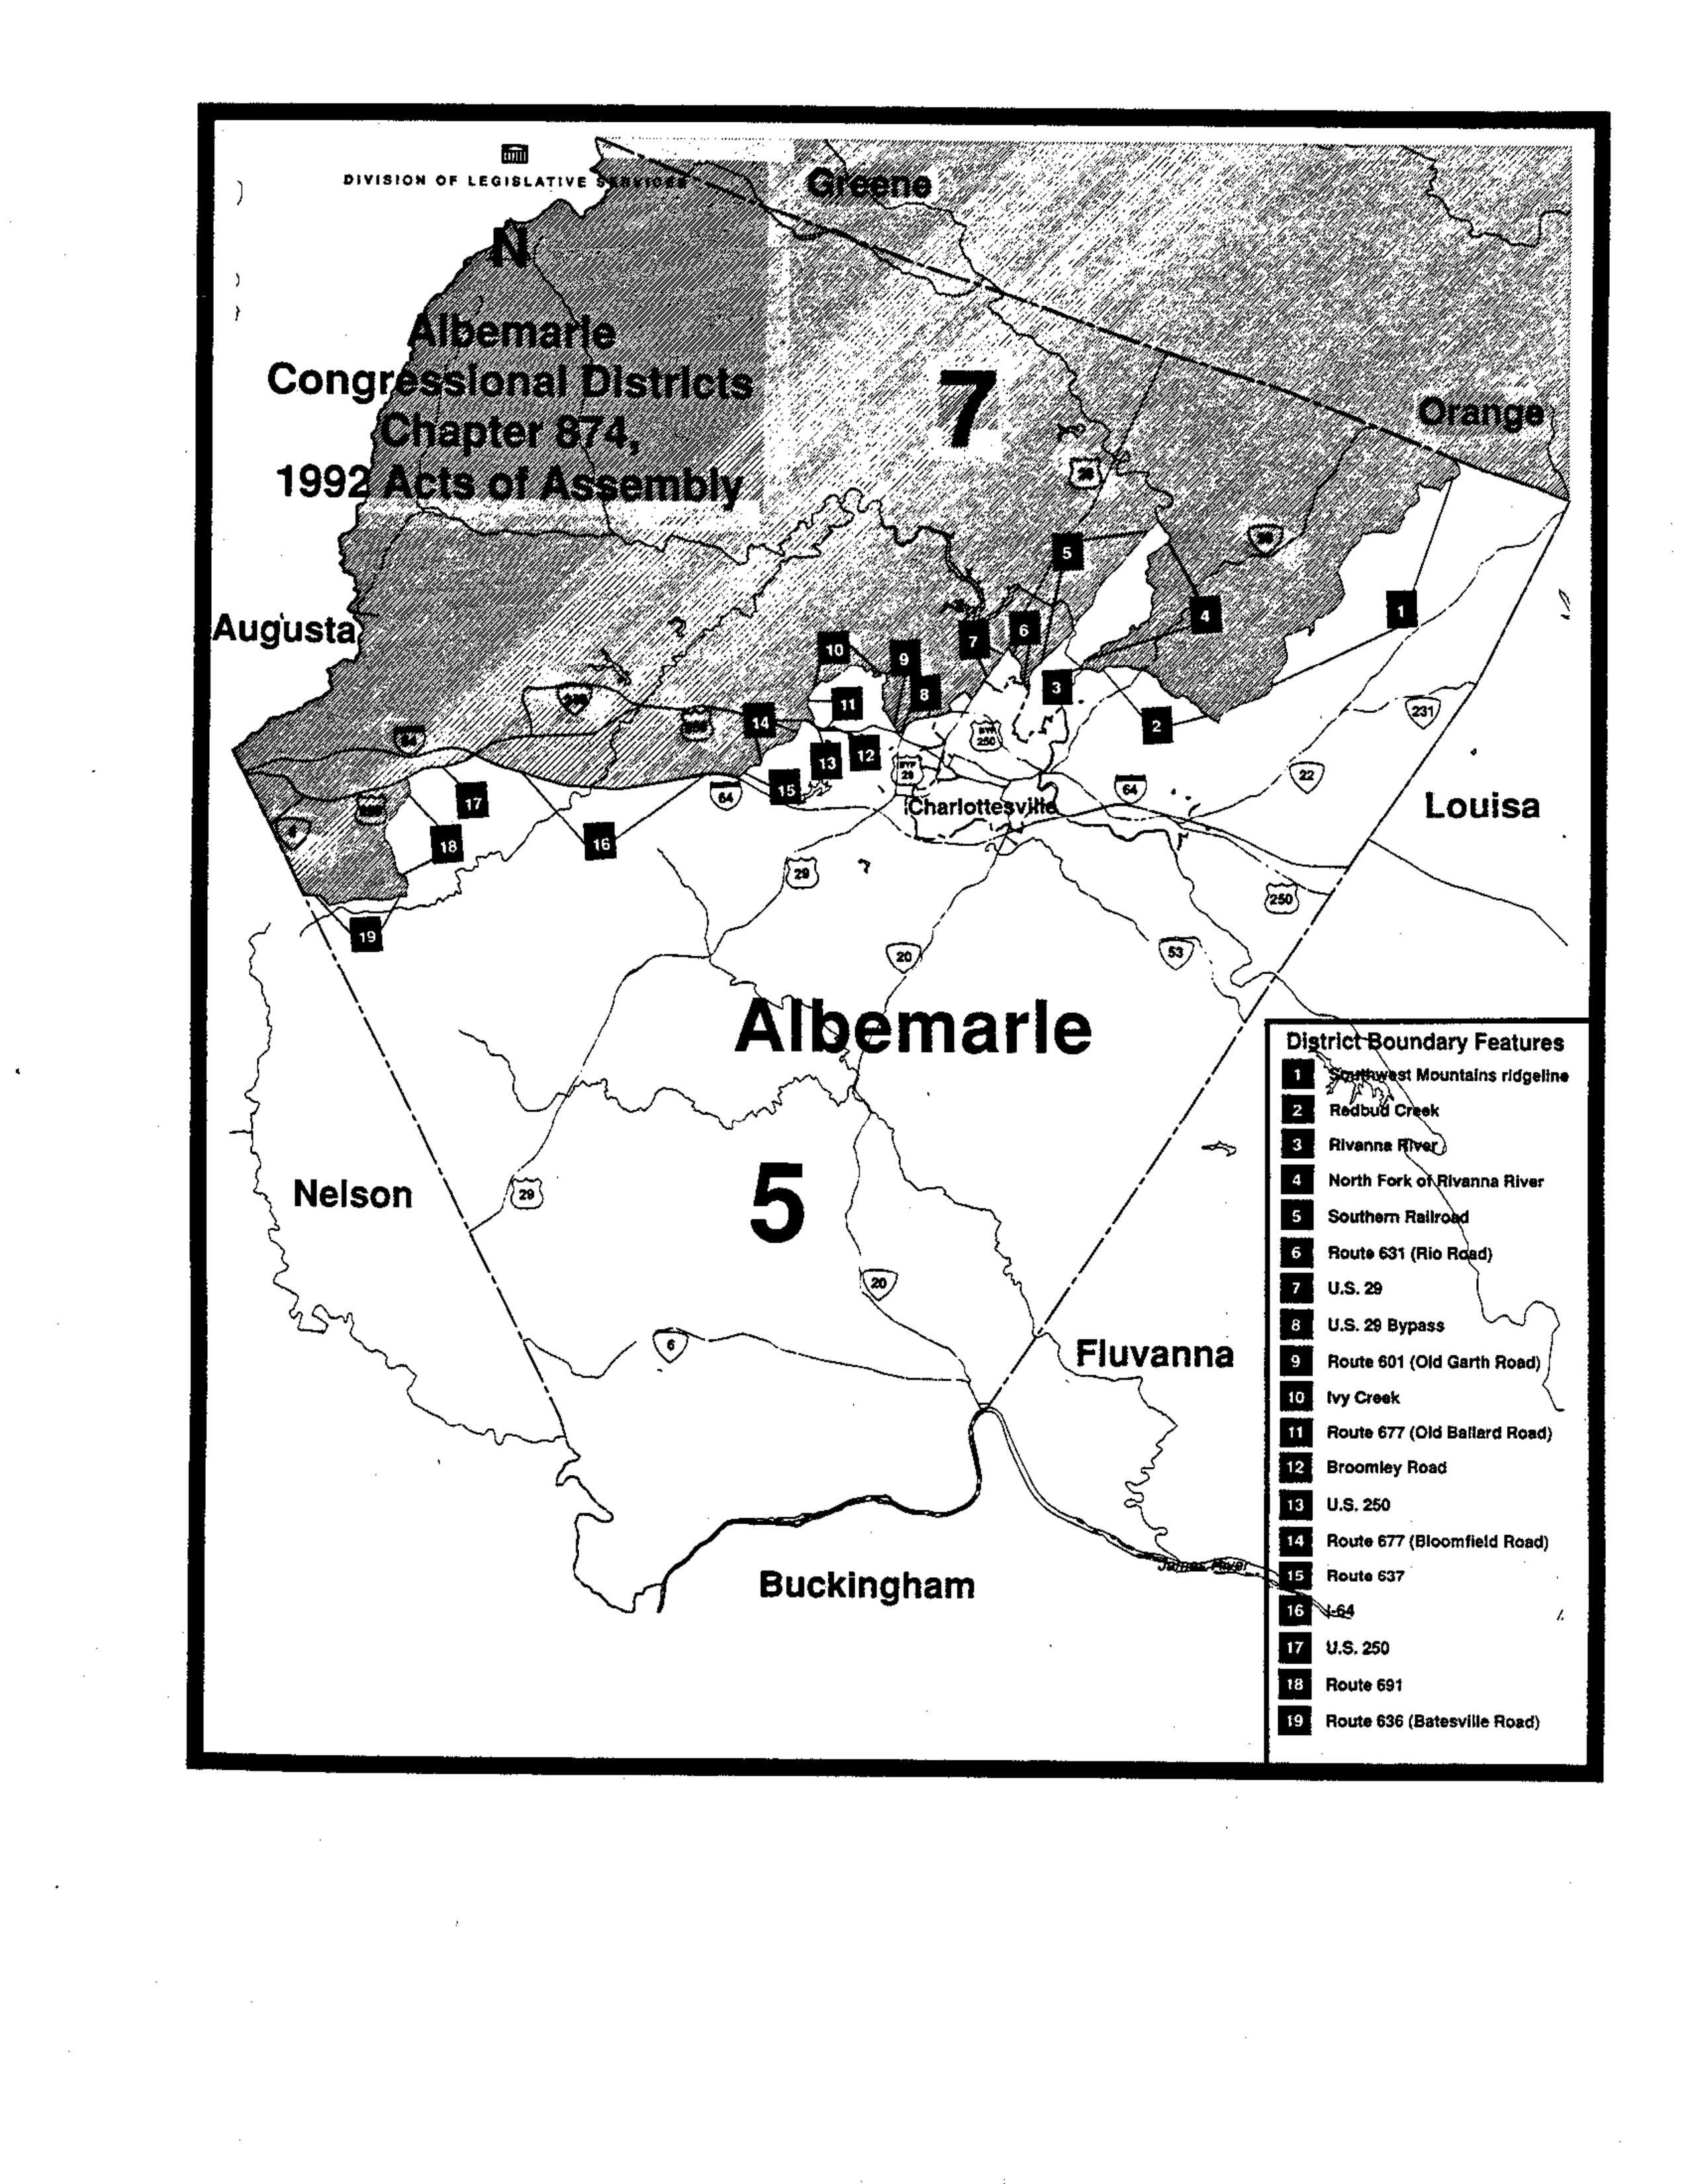 DIVISION OF LEGISLATIVE SERVICES
N
Albemarle
Congressional Districts
Chapter 874,
1992 Acts of Assembly
Greene
7
Orange
29
20
5
4
1
Augusta
10
9
7
6
3
8
11
14
2
231
12
13
BYP
250
BYP
29
15
64
64
22
17
18
16
Charlottesville
Louisa
29
250
19
20
53
Albemarle
Nelson
29
5
20
6
Fluvanna
Buckingham
James River
District Boundary Features
1 Southwest Mountains ridgeline
2 Redbud Creek
3 Rivanna River
4 North Fork of Rivanna River
5 Southern Railroad
6 Route 631 (Rio Road)
7 U.S. 29
8 U.S. 29 Bypass
9 Route 601 (Old Garth Road)
10 Ivy Creek
11 Route 677 (Old Ballard Road)
12 Broomley Road
13 U.S. 250
14 Route 677 (Bloomfield Road)
15 Route 637
16 I-64
17 U.S. 250
18 Route 691
19 Route 636 (Batesville Road)